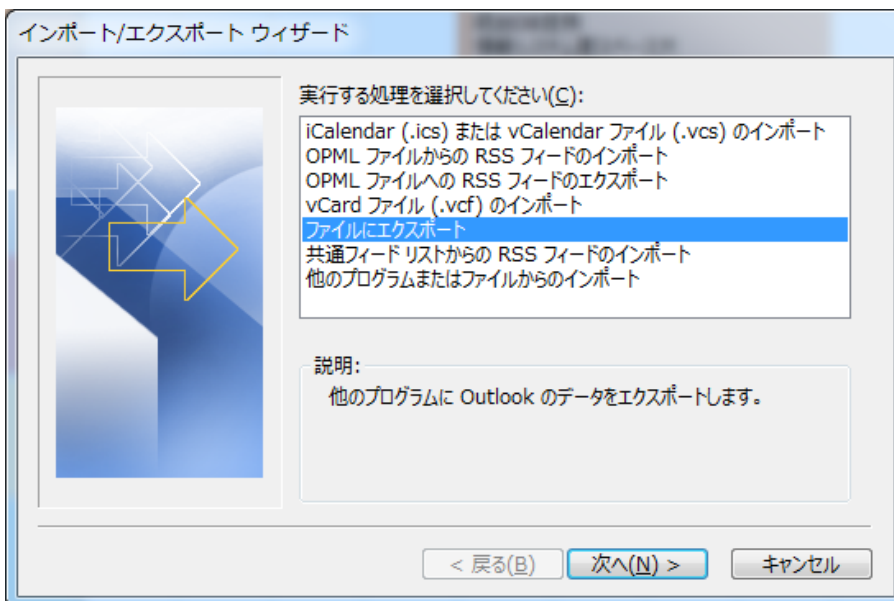 インポート/エクスポート ウィザード
実行する処理を選択してください(C):
iCalendar (.ics) または vCalendar ファイル (.vcs) のインポート
OPML ファイルからの RSS フィードのインポート
OPML ファイルへの RSS フィードのエクスポート
vCard ファイル (.vcf) のインポート
ファイルにエクスポート
共通フィード リストからの RSS フィードのインポート
他のプログラムまたはファイルからのインポート
説明:
他のプログラムに Outlook のデータをエクスポートします。
< 戻る(B)
次へ(N) >
キャンセル